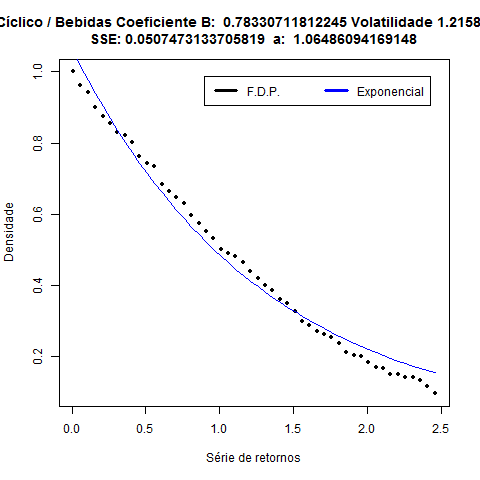 Cíclico / Bebidas Coeficiente B: 0.78330711812245 Volatilidade 1.2158
SSE: 0.0507473133705819 a: 1.06486094169148
F.D.P. Exponencial
Densidade
1.0
0.8
0.6
0.4
0.2
0.0 0.5 1.0 1.5 2.0 2.5
Série de retornos